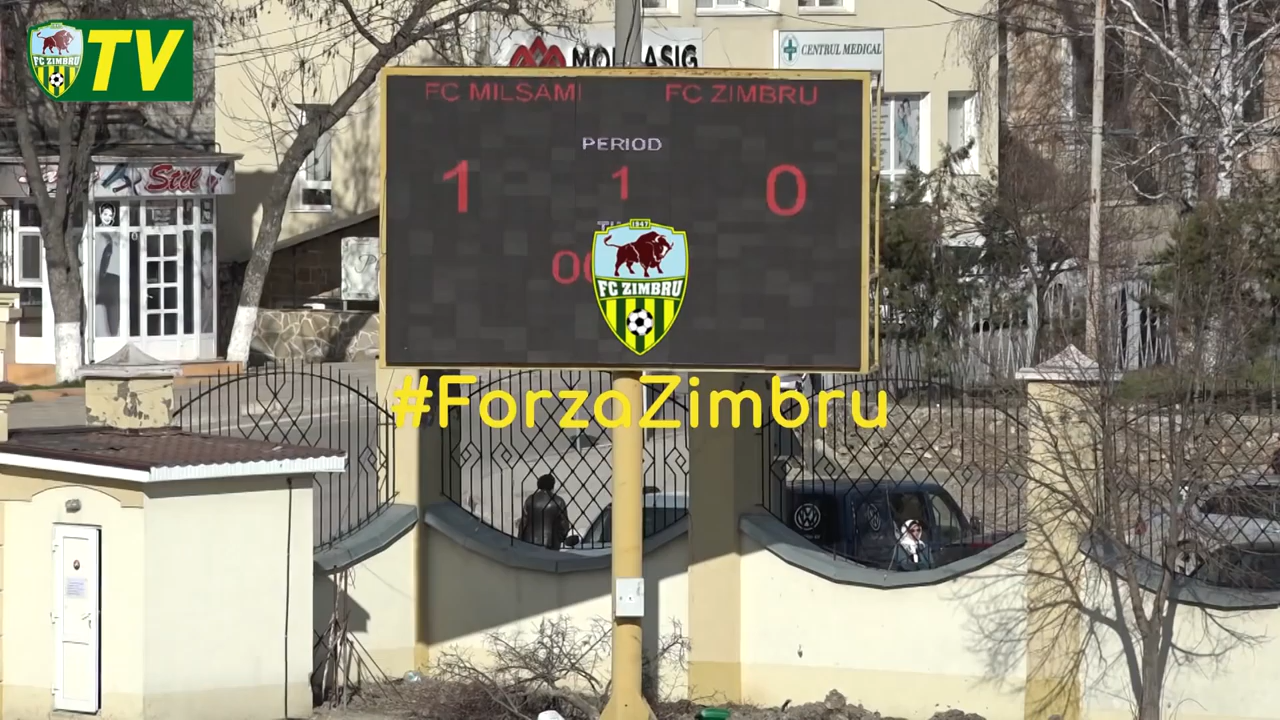 FC ZIMBRU
TV
MOLDASIG
CENTRUL MEDICAL
FC MILSAMI
FC ZIMBRU
PERIOD
1
1
0
1947
FC ZIMBRU
Stil
#ForzaZimbru